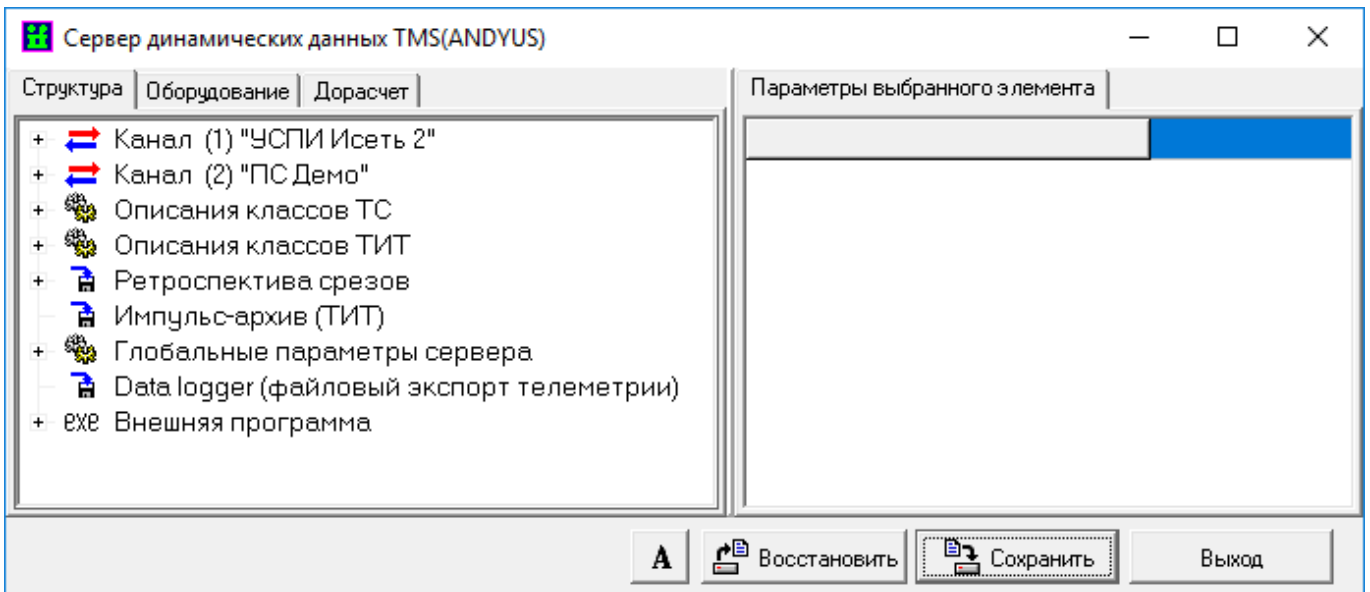 Сервер динамических данных TMS(ANDYUS)
Структура Оборудование Дорасчет
Параметры выбранного элемента
Канал (1) "УСПИ Исеть 2"
Канал (2) "ПС Демо"
Описания классов ТС
Описания классов ТИТ
Ретроспектива срезов
Импульс-архив (ТИТ)
Глобальные параметры сервера
Data logger (файловый экспорт телеметрии)
exe Внешняя программа
A Восстановить Сохранить Выход